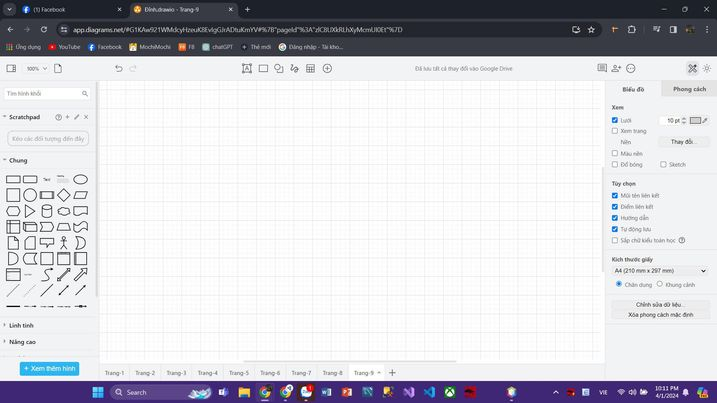 (1) Facebook
Đinh.drawio - Trang-9
app.diagrams.net/#G1KAw921WMdcyHzeuK8EvIgGJrADtuKmYV#%7B"pageId"%3A"zlC8UXkRLhXyMcmUI0Et"%7D
Ứng dụng
YouTube
Facebook
MochiMochi
F8
chatGPT
Thẻ mới
Đăng nhập - Tài kho...
100%
Đã lưu tất cả thay đổi vào Google Drive
Tìm hình khối
Scratchpad
Kéo các đối tượng đến đây
Chung
Text
Linh tinh
Nâng cao
+ Xem thêm hình
Biểu đồ
Phong cách
Xem
Lưới
10 pt
Xem trang
Nền
Thay đổi...
Màu nền
Đổ bóng
Sketch
Tùy chọn
Mũi tên liên kết
Điểm liên kết
Hướng dẫn
Tự động lưu
Sắp chữ kiểu toán học
Kích thước giấy
A4 (210 mm x 297 mm)
Chân dung
Khung cảnh
Chỉnh sửa dữ liệu...
Xóa phong cách mặc định
Trang-1
Trang-2
Trang-3
Trang-4
Trang-5
Trang-6
Trang-7
Trang-8
Trang-9
Search
VIE
10:11 PM
4/1/2024